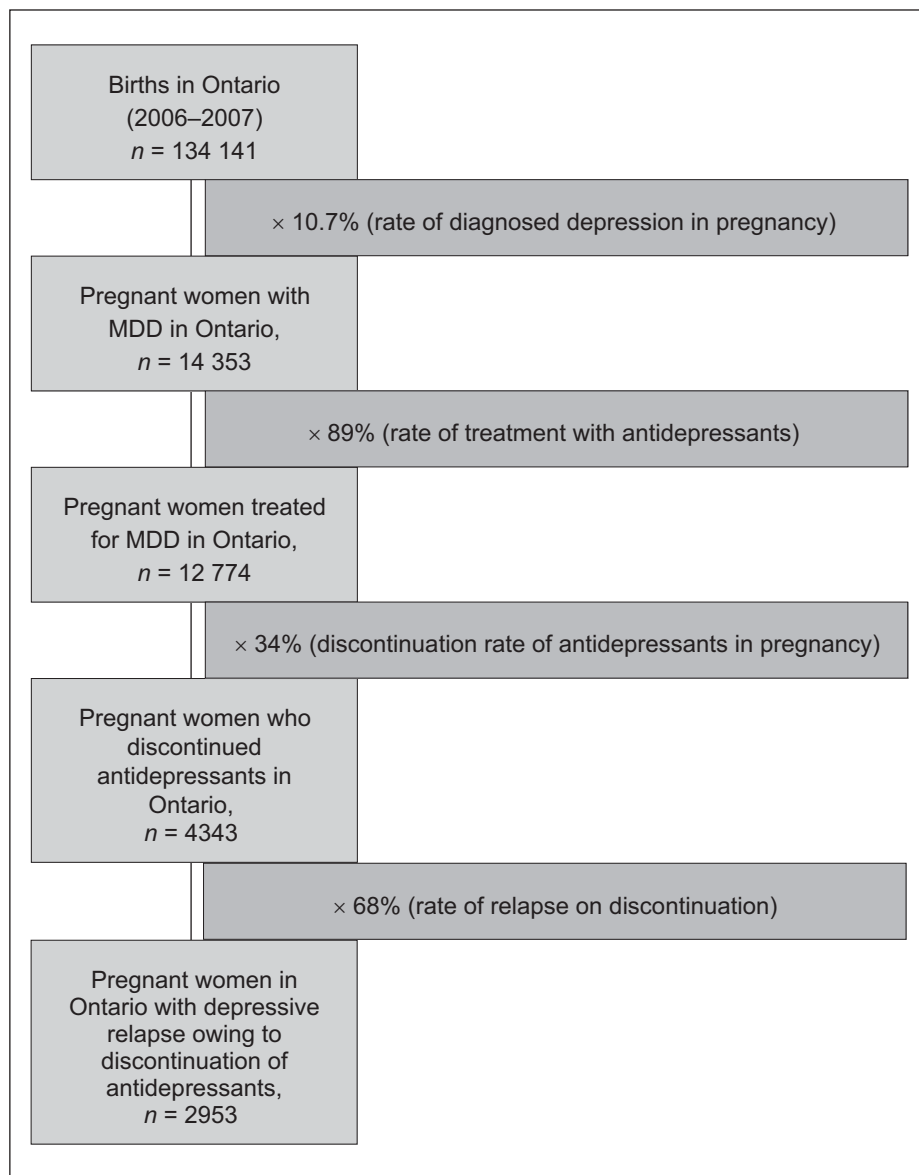 Births in Ontario
(2006–2007)
n = 134 141
× 10.7% (rate of diagnosed depression in pregnancy)
Pregnant women with
MDD in Ontario,
n = 14 353
× 89% (rate of treatment with antidepressants)
Pregnant women treated
for MDD in Ontario,
n = 12 774
× 34% (discontinuation rate of antidepressants in pregnancy)
Pregnant women who
discontinued
antidepressants in
Ontario,
n = 4343
× 68% (rate of relapse on discontinuation)
Pregnant women in
Ontario with depressive
relapse owing to
discontinuation of
antidepressants,
n = 2953